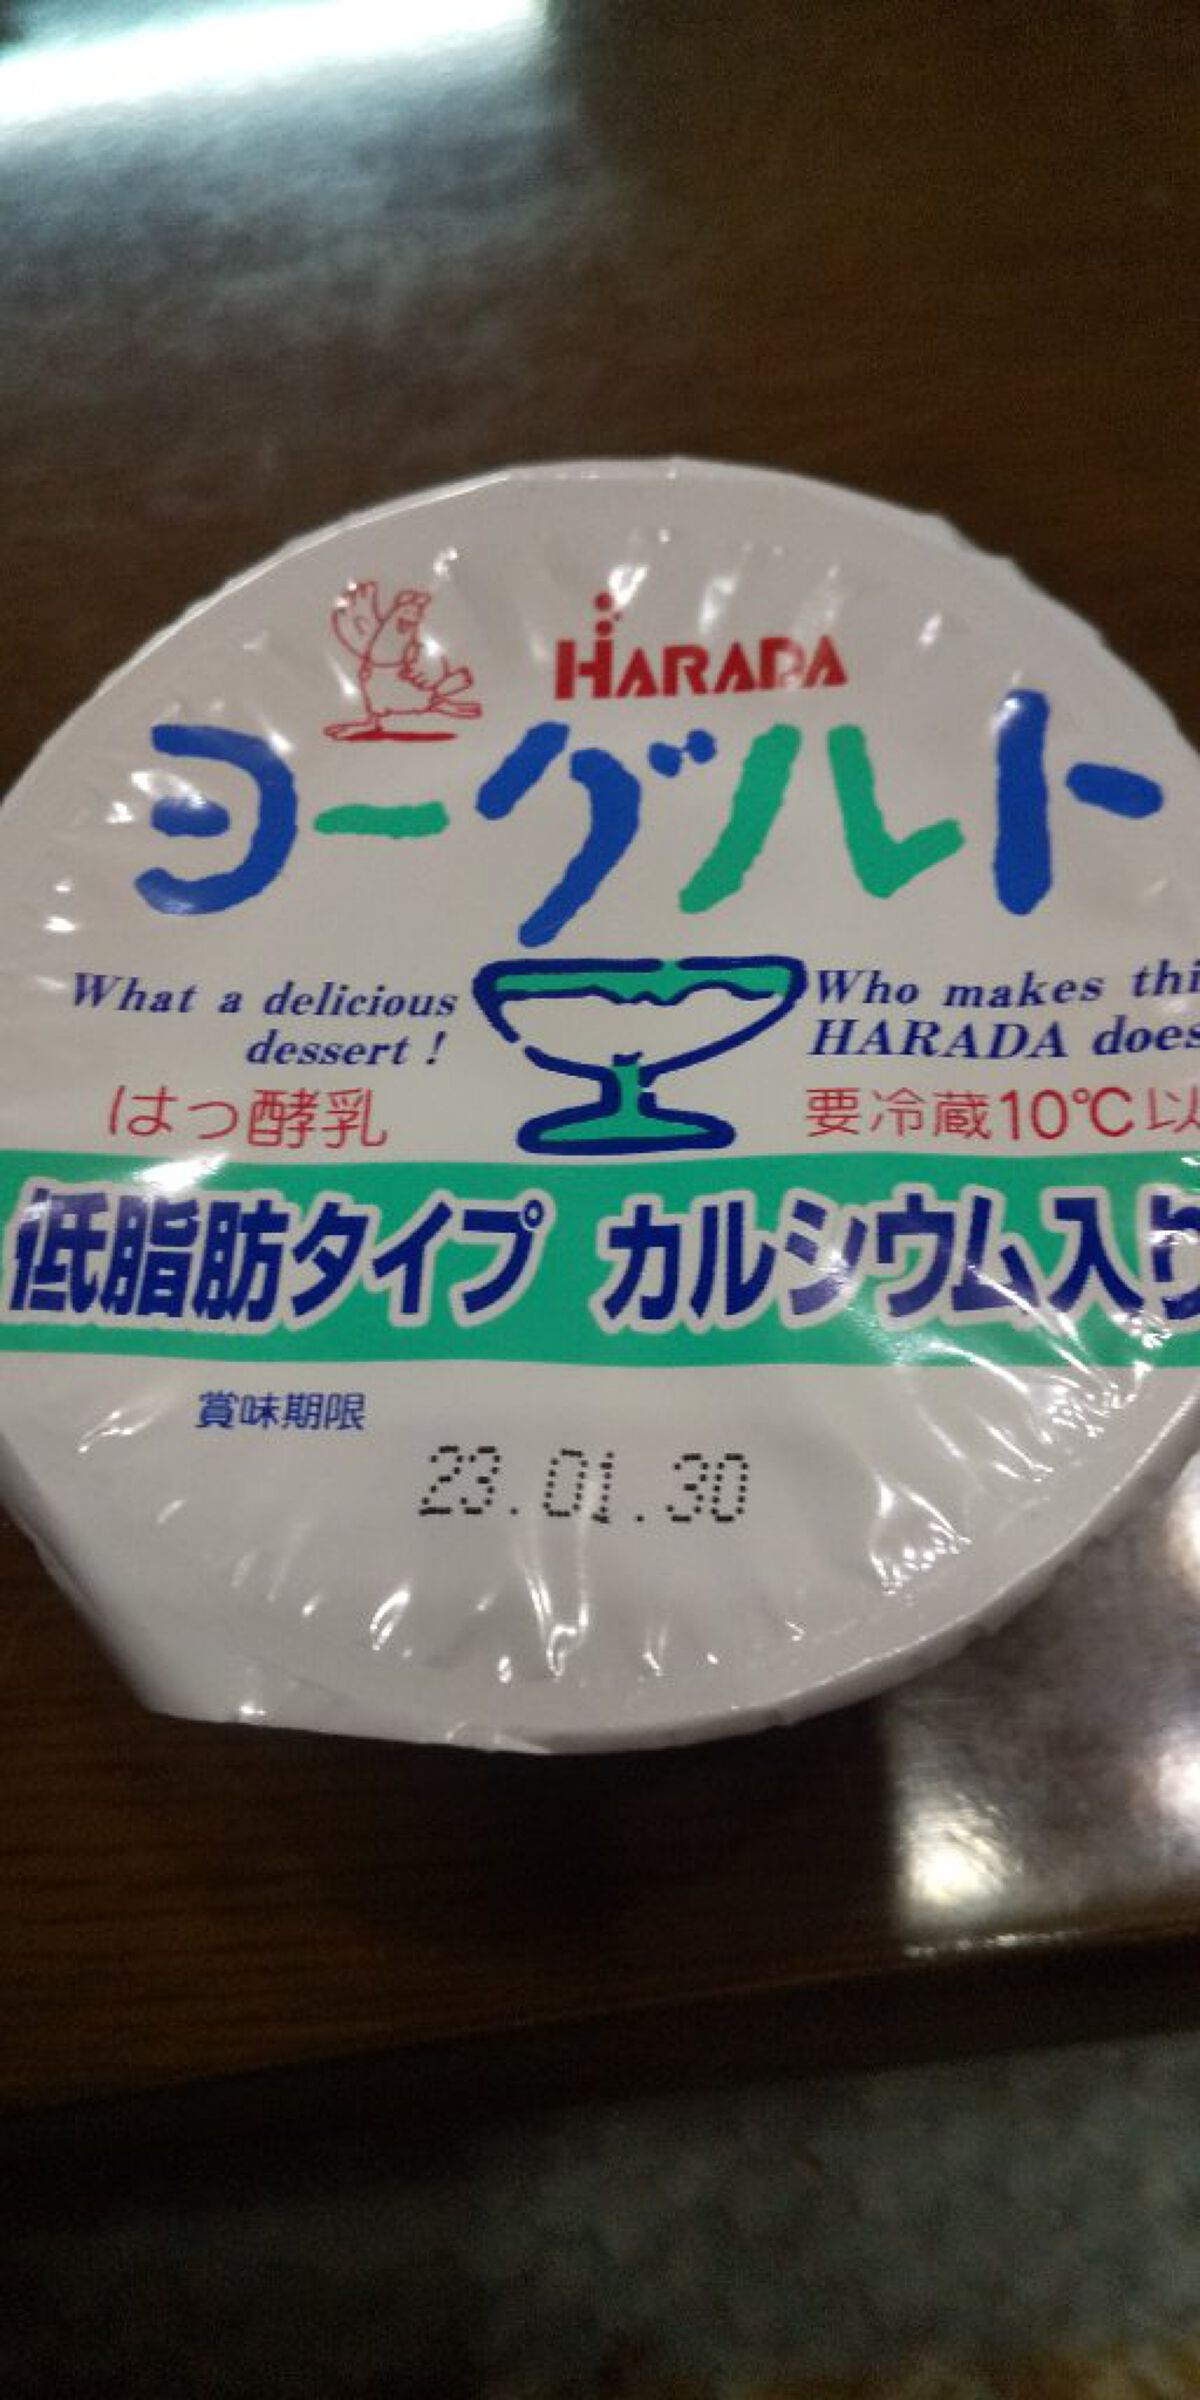 HARADA
ヨーグルト
What a delicious
dessert !
Who makes thi
HARADA does
はっ酵乳
要冷蔵10℃以
低脂肪タイプ カルシウム入り
賞味期限
23.01.30